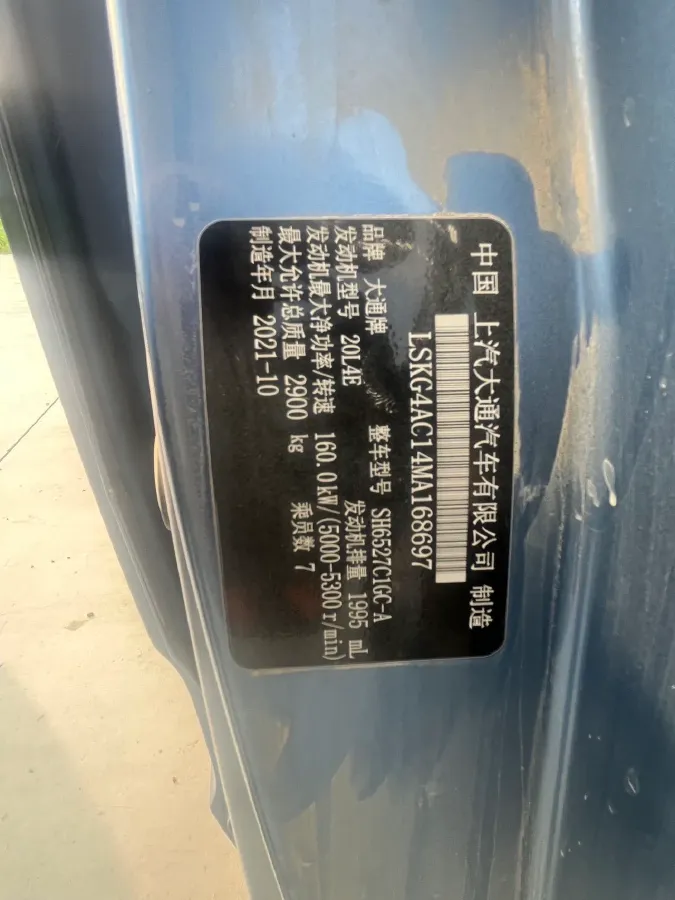 中国 上汽大通汽车有限公司 制造
LSKG4AC14MA168697
品牌 大通牌 整车型号 SH6527C1GC-A
发动机型号 20L4E 发动机排量 1995 mL
发动机最大净功率/转速 160.0kW/(5000-5300r/min)
最大允许总质量 2900 kg 乘员数 7
制造年月 2021-10